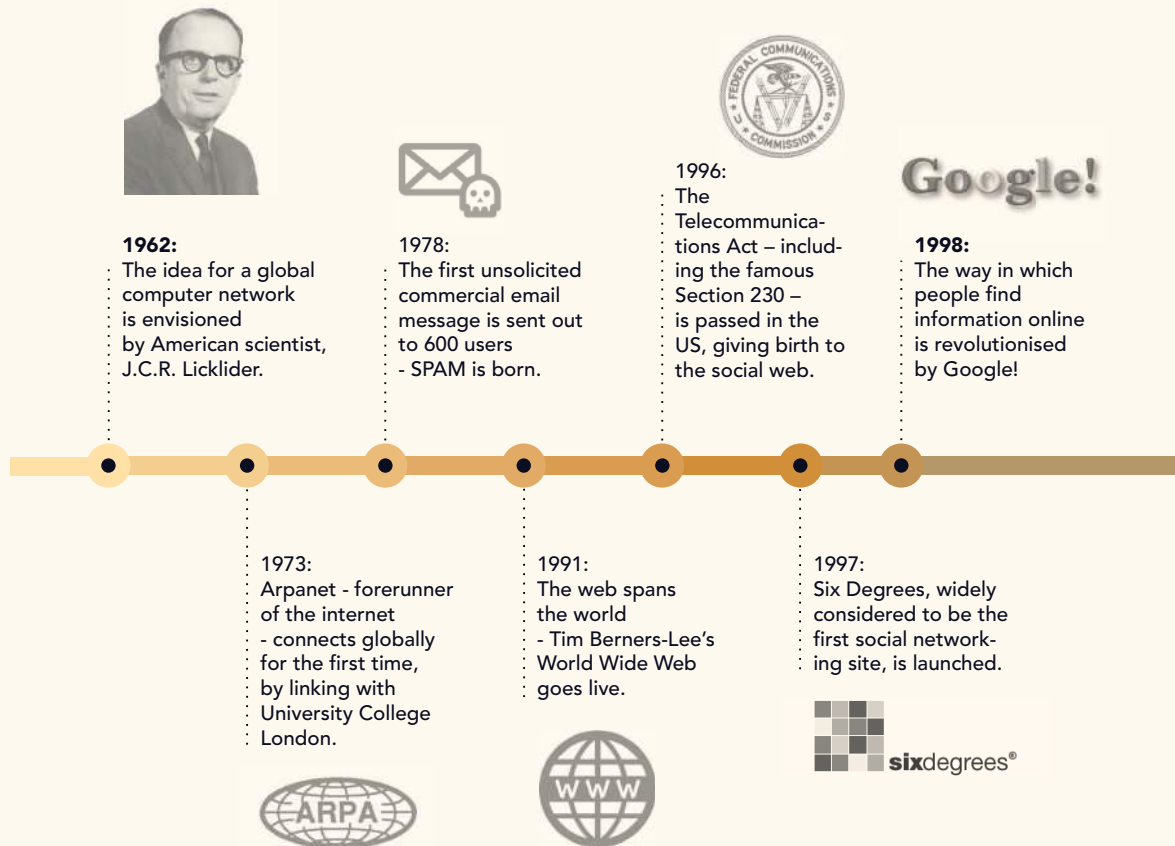 FEDERAL COMMUNICATIONS
COMMISSION
U
S
Google!
1962:
The idea for a global
computer network
is envisioned
by American scientist,
J.C.R. Licklider.
1978:
The first unsolicited
commercial email
message is sent out
to 600 users
- SPAM is born.
1996:
The
Telecommunica-
tions Act – includ-
ing the famous
Section 230 –
is passed in the
US, giving birth to
the social web.
1998:
The way in which
people find
information online
is revolutionised
by Google!
1973:
Arpanet - forerunner
of the internet
- connects globally
for the first time,
by linking with
University College
London.
ARPA
1991:
The web spans
the world
- Tim Berners-Lee's
World Wide Web
goes live.
WWW
1997:
Six Degrees, widely
considered to be the
first social network-
ing site, is launched.
sixdegrees®